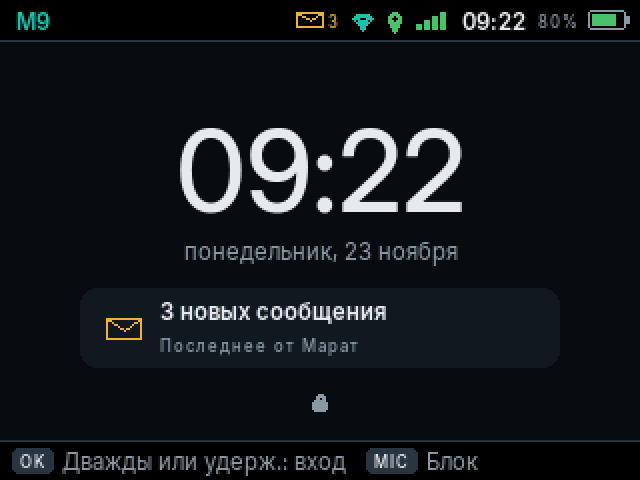 M9 3 09:22 80%
09:22
понедельник, 23 ноября
3 новых сообщения
Последнее от Марат
OK Дважды или удерж.: вход MIC Блок